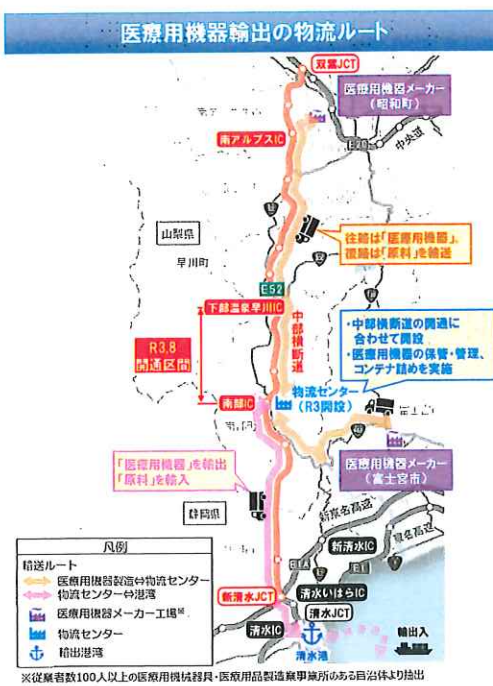 医療用機器輸出の物流ルート
双葉JCT
医療用機器メーカー
（昭和町）
南アルプスIC
E20
中央道
山梨県
早川町
往路は「医療用機器」、
復路は「原料」を輸送
E52
下部温泉早川IC
中部横断道
・中部横断道の開通に
合わせて開設
・医療用機器の保管・管理、
コンテナ詰めを実施
R3.8
開通区間
南部IC
物流センター
（R3開設）
富士宮市
医療用機器メーカー
（富士宮市）
「医療用機器」を輸出
「原料」を輸入
静岡県
新東名高速
東名高速
新清水IC
E1A
E1
凡例
輸送ルート
医療用機器製造⇔物流センター
物流センター⇔港湾
医療用機器メーカー工場※
物流センター
輸出港湾
新清水JCT
清水いはらIC
清水JCT
清水IC
清水港
輸出入
※従業者数100人以上の医療用機械器具・医療用品製造業事業所のある自治体より抽出